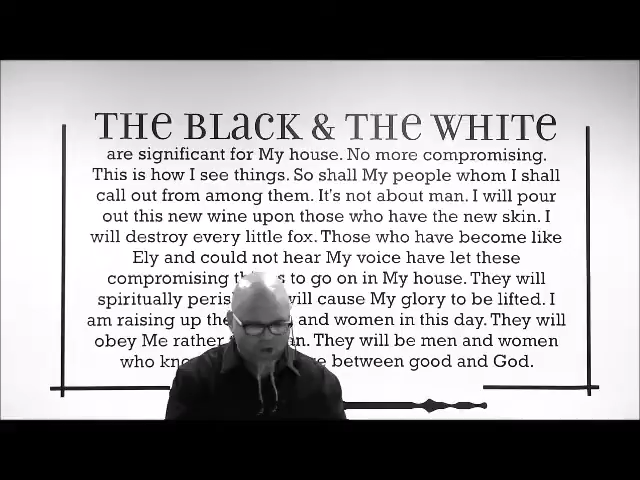 THE BLACK & THE WHITE
are significant for My house. No more compromising.
This is how I see things. So shall My people whom I shall
call out from among them. It's not about man. I will pour
out this new wine upon those who have the new skin. I
will destroy every little fox. Those who have become like
Ely and could not hear My voice have let these
compromising to go on in My house. They will
spiritually will cause My glory to be lifted. I
am raising up and women in this day. They will
obey Me rather They will be men and women
who between good and God.